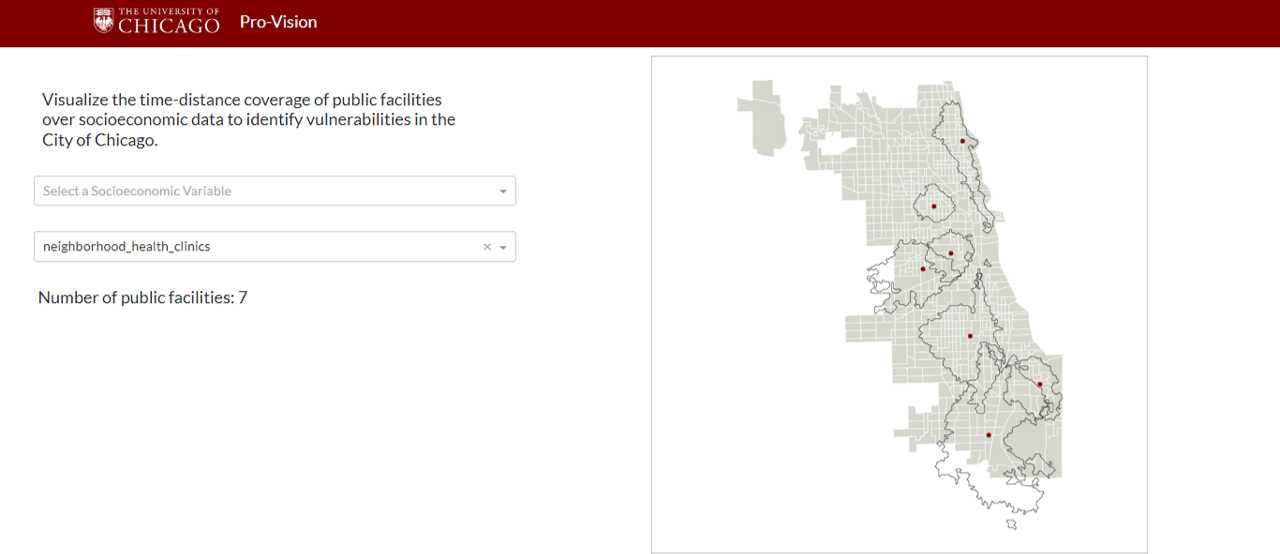 THE UNIVERSITY OF
CHICAGO
Pro-Vision
Visualize the time-distance coverage of public facilities
over socioeconomic data to identify vulnerabilities in the
City of Chicago.
Select a Socioeconomic Variable
neighborhood_health_clinics
Number of public facilities: 7